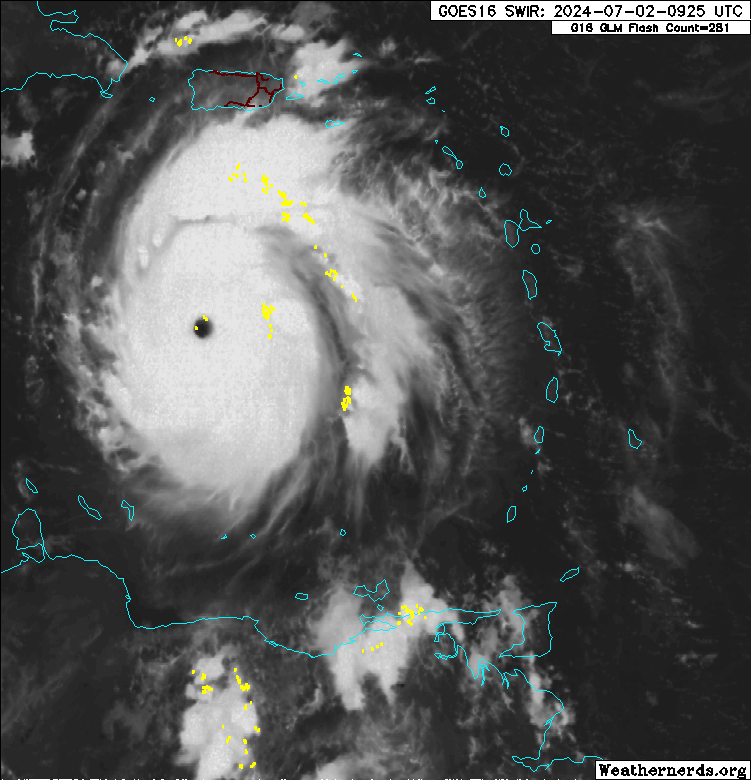 GOES16 SWIR: 2024-07-02-0925 UTC
G16 GLM Flash Count=281
Weathernerds.org